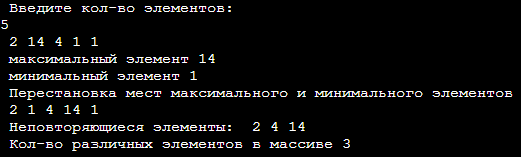 Введите кол-во элементов:
5
2 14 4 1 1
максимальный элемент 14
минимальный элемент 1
Перестановка мест максимального и минимального элементов
2 1 4 14 1
Неповторяющиеся элементы:  2 4 14
Кол-во различных элементов в массиве 3